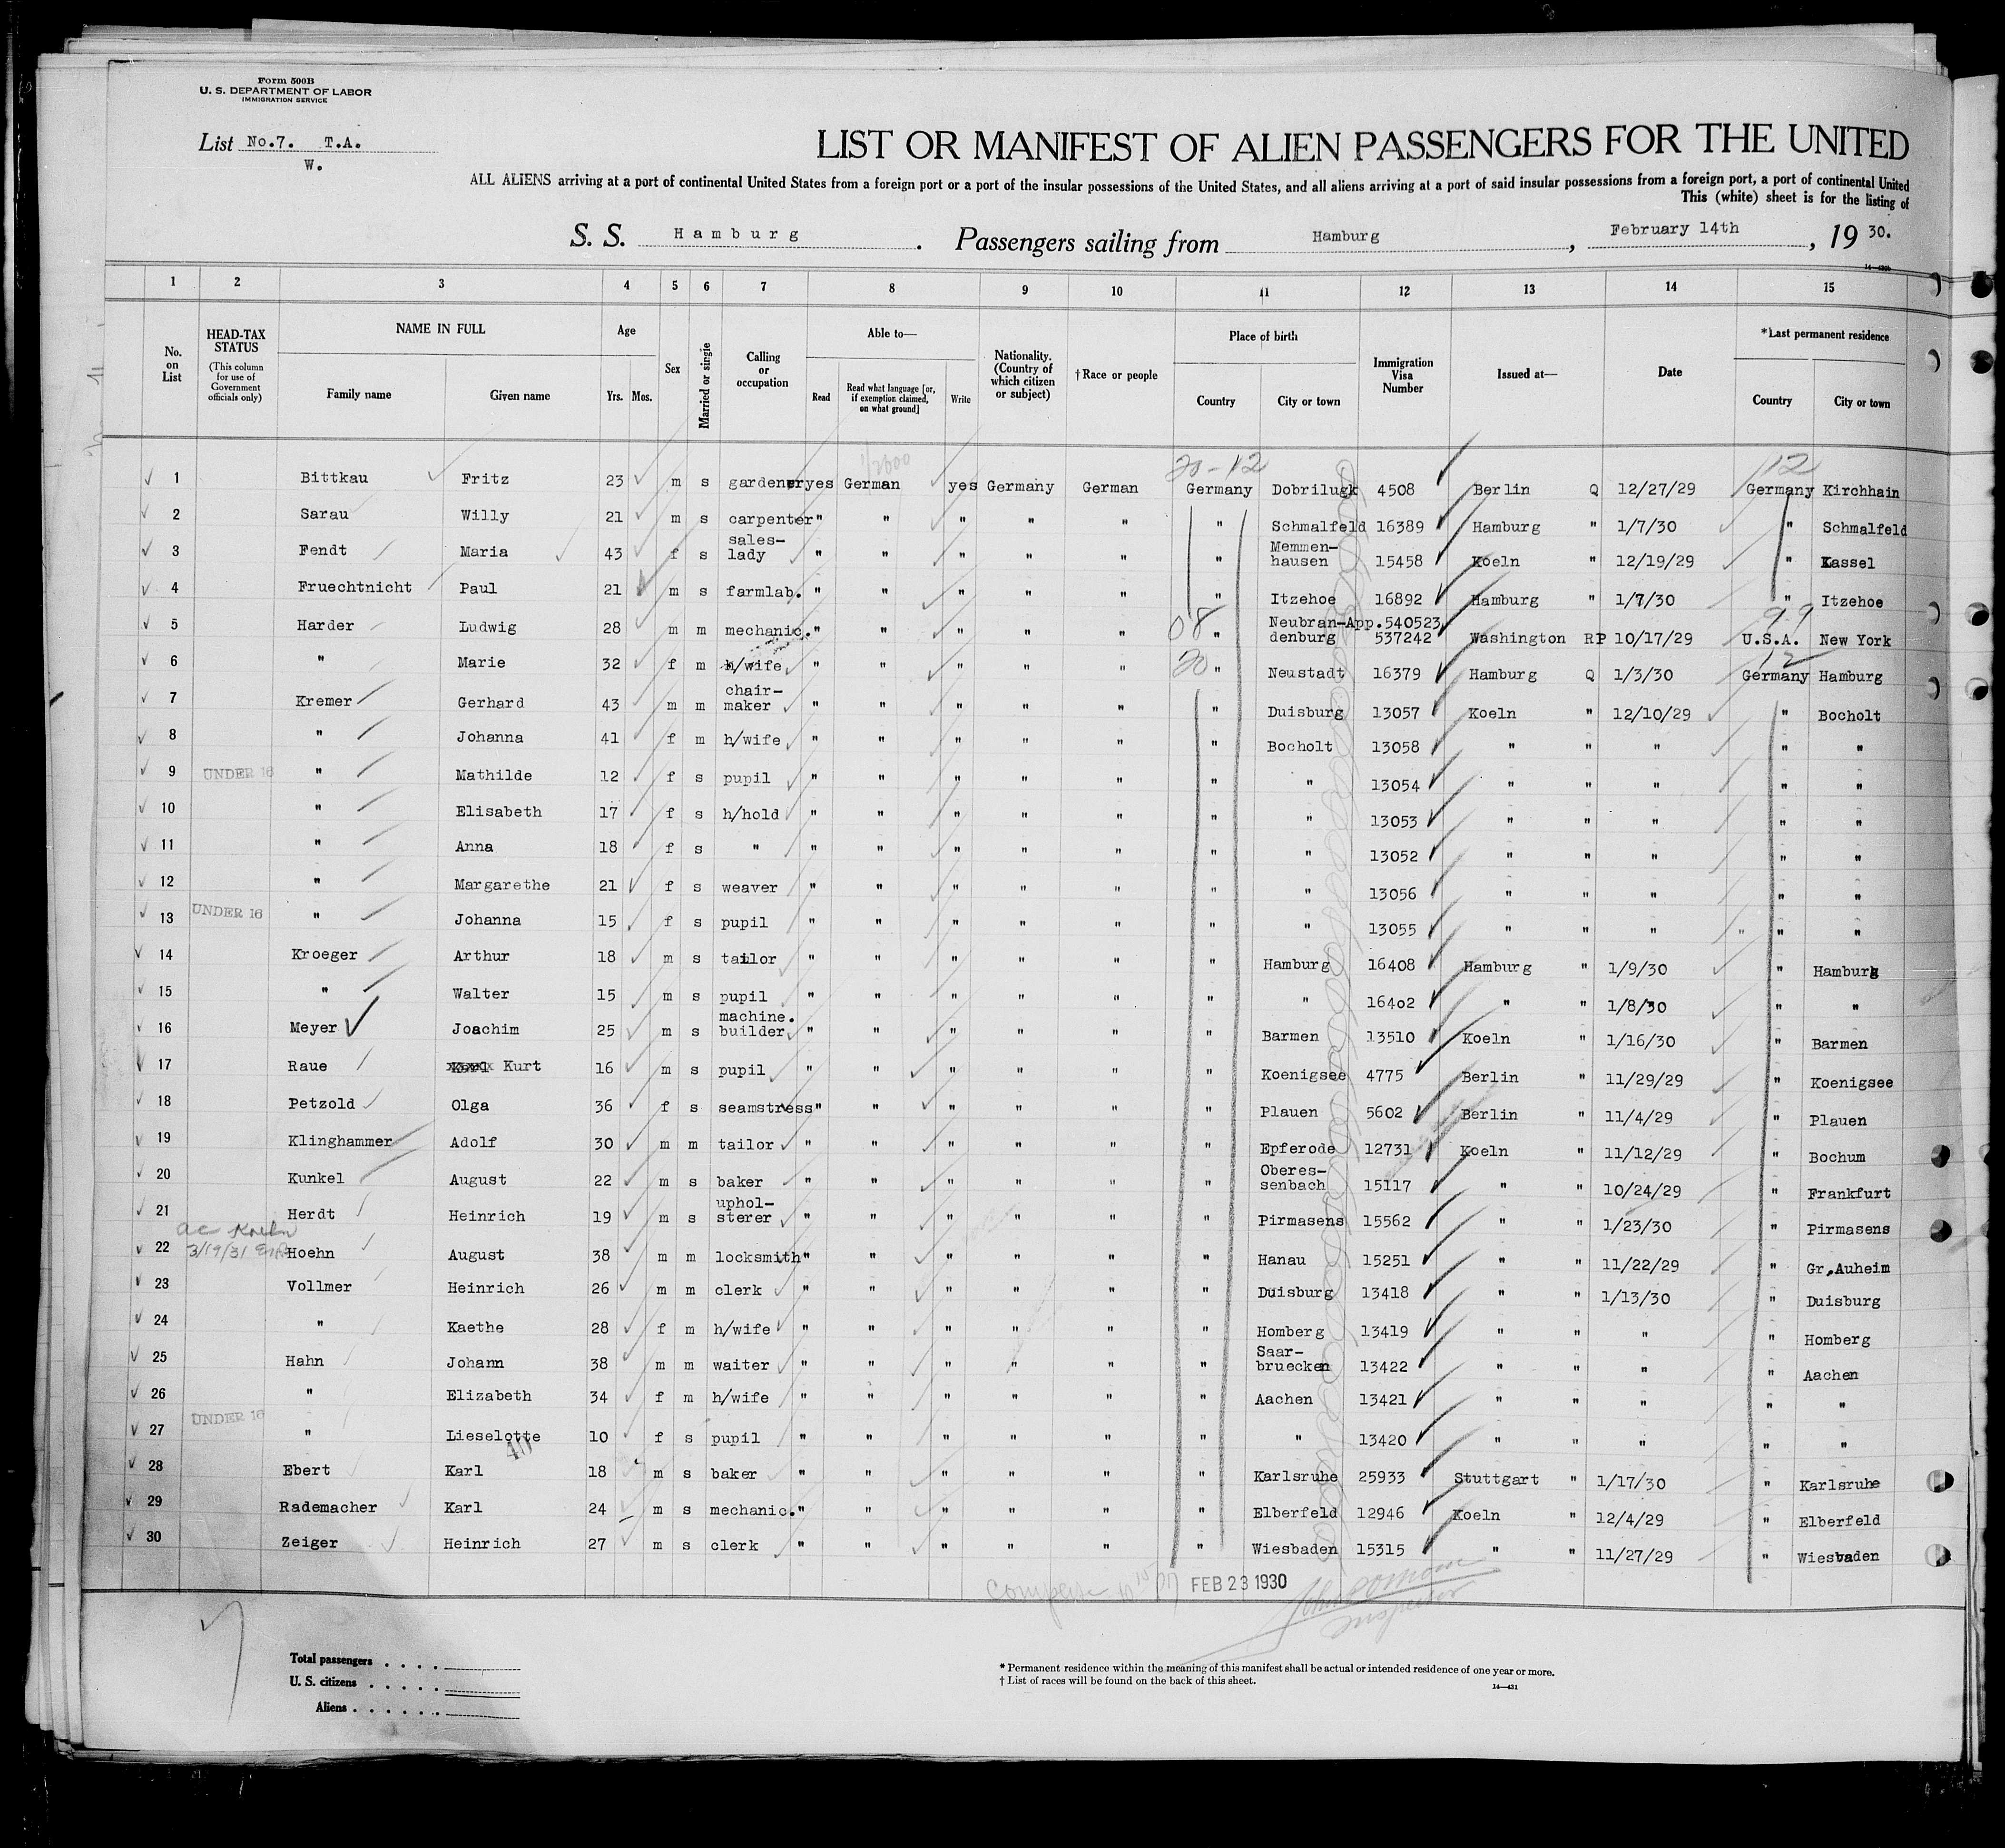 Form 500B
U. S. DEPARTMENT OF LABOR
IMMIGRATION SERVICE
List No.7. T.A.
W.
LIST OR MANIFEST OF ALIEN PASSENGERS FOR THE UNITED
ALL ALIENS arriving at a port of continental United States from a foreign port or a port of the insular possessions of the United States, and all aliens arriving at a port of said insular possessions from a foreign port, a port of continental United
This (white) sheet is for the listing of
S. S. Hamburg . Passengers sailing from Hamburg , February 14th , 19 30.
1 2 3 4 5 6 7 8 9 10 11 12 13 14 15
No. on List
HEAD-TAX STATUS (This column for use of Government officials only)
NAME IN FULL Family name Given name
Age Yrs. Mos.
Sex
Married or single
Calling or occupation
Able to— Read Read what language [or, if exemption claimed, on what ground] Write
Nationality. (Country of which citizen or subject)
†Race or people
Place of birth Country City or town
Immigration Visa Number
Issued at—
Date
*Last permanent residence Country City or town
20-12 12
1 Bittkau Fritz 23 m s gardener yes German yes Germany German Germany Dobrilugk 4508 Berlin Q 12/27/29 Germany Kirchhain
2 Sarau Willy 21 m s carpenter " " " " " " Schmalfeld 16389 Hamburg " 1/7/30 " Schmalfeld
3 Fendt Maria 43 f s sales-lady " " " " " " Memmen-hausen 15458 Koeln " 12/19/29 " Kassel
4 Fruechtnicht Paul 21 m s farmlab. " " " " " " Itzehoe 16892 Hamburg " 1/7/30 " Itzehoe
08 99
5 Harder Ludwig 28 m m mechanic. " " " " " " Neubran-denburg App.540523 537242 Washington RP 10/17/29 U.S.A. New York
20 12
6 " Marie 32 f m h/wife " " " " " " Neustadt 16379 Hamburg Q 1/3/30 Germany Hamburg
7 Kremer Gerhard 43 m m chair-maker " " " " " " Duisburg 13057 Koeln " 12/10/29 " Bocholt
8 " Johanna 41 f m h/wife " " " " " " Bocholt 13058 " " " " "
9 UNDER 16 " Mathilde 12 f s pupil " " " " " " " 13054 " " " " "
10 " Elisabeth 17 f s h/hold " " " " " " " 13053 " " " " "
11 " Anna 18 f s " " " " " " " " 13052 " " " " "
12 " Margarethe 21 f s weaver " " " " " " " 13056 " " " " "
13 UNDER 16 " Johanna 15 f s pupil " " " " " " " 13055 " " " " "
14 Kroeger Arthur 18 m s tailor " " " " " " Hamburg 16408 Hamburg " 1/9/30 " Hamburg
15 " Walter 15 m s pupil " " " " " " " 16402 " " 1/8/30 " "
16 Meyer Joachim 25 m s machine. builder " " " " " " Barmen 13510 Koeln " 1/16/30 " Barmen
17 Raue Kurt 16 m s pupil " " " " " " Koenigsee 4775 Berlin " 11/29/29 " Koenigsee
18 Petzold Olga 36 f s seamstress " " " " " " Plauen 5602 Berlin " 11/4/29 " Plauen
19 Klinghammer Adolf 30 m m tailor " " " " " " Epferode 12731 Koeln " 11/12/29 " Bochum
20 Kunkel August 22 m s baker " " " " " " Oberes-senbach 15117 " " 10/24/29 " Frankfurt
21 Herdt Heinrich 19 m s uphol-sterer " " " " " " Pirmasens 15562 " " 1/23/30 " Pirmasens
3/19/31
22 Hoehn August 38 m m locksmith " " " " " " Hanau 15251 " " 11/22/29 " Gr.Auheim
23 Vollmer Heinrich 26 m m clerk " " " " " " Duisburg 13418 " " 1/13/30 " Duisburg
24 " Kaethe 28 f m h/wife " " " " " " Homberg 13419 " " " " Homberg
25 Hahn Johann 38 m m waiter " " " " " " Saar-bruecken 13422 " " " " Aachen
26 " Elizabeth 34 f m h/wife " " " " " " Aachen 13421 " " " " "
27 UNDER 16 " Lieselotte 10 f s pupil " " " " " " " 13420 " " " " "
40
28 Ebert Karl 18 m s baker " " " " " " Karlsruhe 25933 Stuttgart " 1/17/30 " Karlsruhe
29 Rademacher Karl 24 m s mechanic. " " " " " " Elberfeld 12946 Koeln " 12/4/29 " Elberfeld
30 Zeiger Heinrich 27 m s clerk " " " " " " Wiesbaden 15315 " " 11/27/29 " Wiesbaden
FEB 23 1930
Inspector
7
Total passengers . . . .
U. S. citizens . . . . .
Aliens . . . . . .
* Permanent residence within the meaning of this manifest shall be actual or intended residence of one year or more.
† List of races will be found on the back of this sheet.
14—431